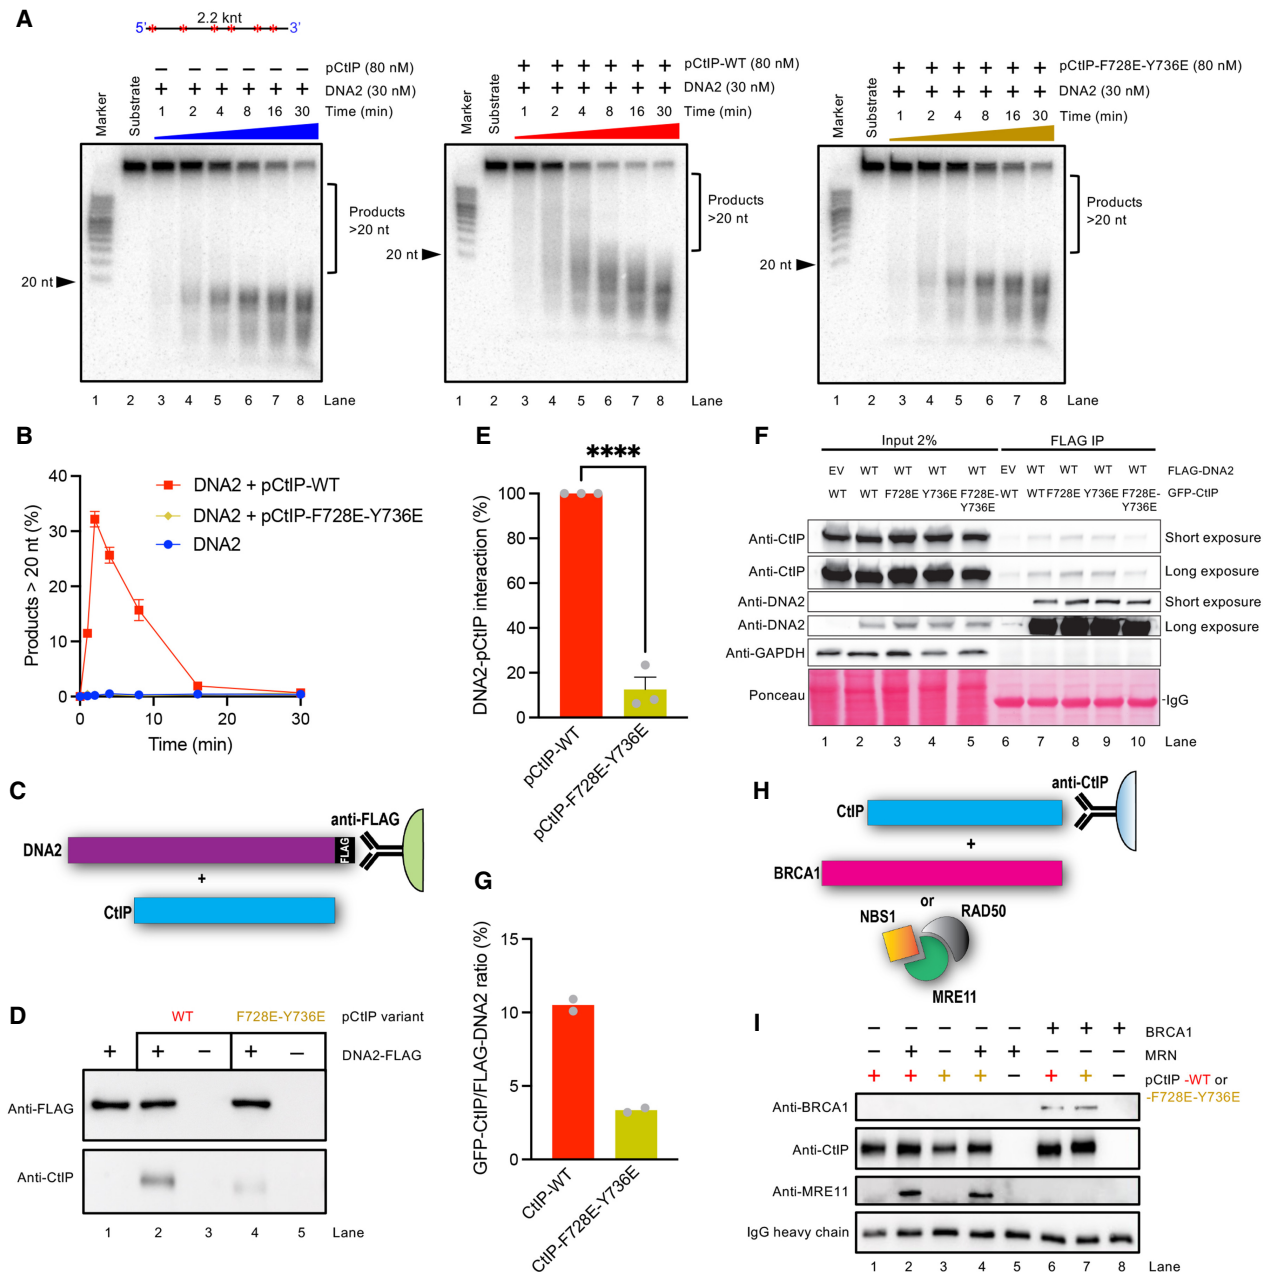 A
5' 2.2 knt 3'
Marker
Substrate
– – – – – – pCtIP (80 nM)
+ + + + + + DNA2 (30 nM)
1 2 4 8 16 30 Time (min)
Products
>20 nt
20 nt
1 2 3 4 5 6 7 8 Lane
Marker
Substrate
+ + + + + + pCtIP-WT (80 nM)
+ + + + + + DNA2 (30 nM)
1 2 4 8 16 30 Time (min)
Products
>20 nt
20 nt
1 2 3 4 5 6 7 8 Lane
Marker
Substrate
+ + + + + + pCtIP-F728E-Y736E (80 nM)
+ + + + + + DNA2 (30 nM)
1 2 4 8 16 30 Time (min)
Products
>20 nt
20 nt
1 2 3 4 5 6 7 8 Lane
B
Products > 20 nt (%)
40
30
20
10
0
0 10 20 30
Time (min)
DNA2 + pCtIP-WT
DNA2 + pCtIP-F728E-Y736E
DNA2
C
anti-FLAG
DNA2
FLAG
+
CtIP
D
WT F728E-Y736E pCtIP variant
+ + – + – DNA2-FLAG
Anti-FLAG
Anti-CtIP
1 2 3 4 5 Lane
E
DNA2-pCtIP interaction (%)
****
100
80
60
40
20
0
pCtIP-WT
pCtIP-F728E-Y736E
F
Input 2% FLAG IP
EV WT WT WT WT EV WT WT WT WT FLAG-DNA2
WT WT F728E Y736E F728E-Y736E WT WT F728E Y736E F728E-Y736E GFP-CtIP
Anti-CtIP Short exposure
Anti-CtIP Long exposure
Anti-DNA2 Short exposure
Anti-DNA2 Long exposure
Anti-GAPDH
Ponceau -IgG
1 2 3 4 5 6 7 8 9 10 Lane
G
GFP-CtIP/FLAG-DNA2 ratio (%)
15
10
5
0
CtIP-WT
CtIP-F728E-Y736E
H
anti-CtIP
CtIP
+
BRCA1
or
NBS1 RAD50
MRE11
I
– – – – – + + + BRCA1
– + – + + – – – MRN
+ + + + – + + – pCtIP -WT or
-F728E-Y736E
Anti-BRCA1
Anti-CtIP
Anti-MRE11
IgG heavy chain
1 2 3 4 5 6 7 8 Lane